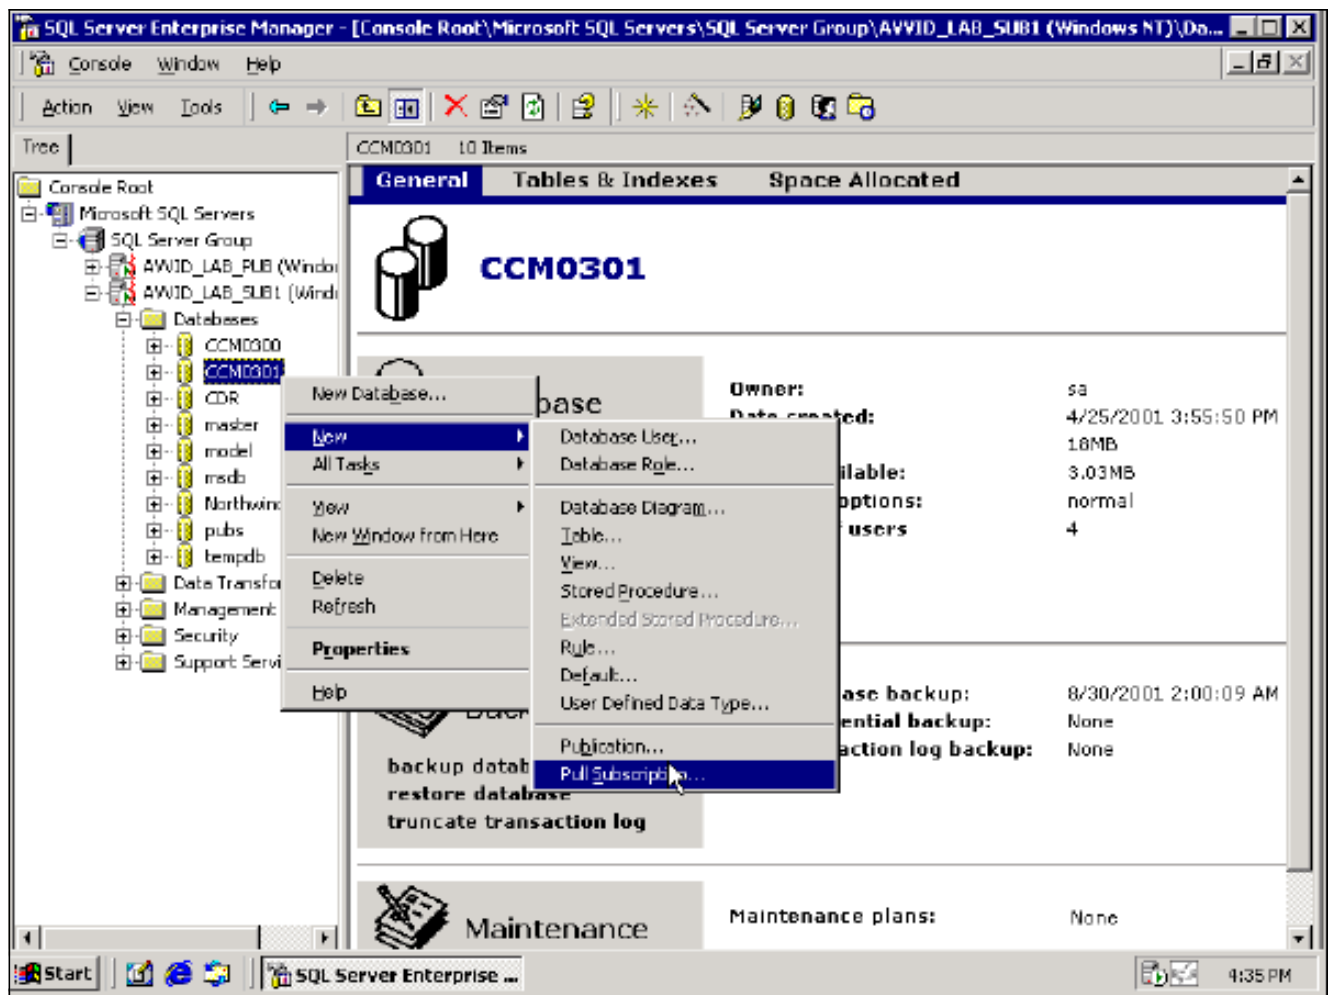 SQL Server Enterprise Manager - [Console Root\Microsoft SQL Servers\SQL Server Group\AVVID_LAB_SUB1 (Windows NT)\Da...
Console Window Help
Action View Tools
Tree
CCM0301 10 Items
Console Root
Microsoft SQL Servers
SQL Server Group
AVVID_LAB_PUB (Windo
AVVID_LAB_SUB1 (Windo
Databases
CCM0300
CCM0301
CDR
master
model
msdb
Northwind
pubs
tempdb
Data Transfo
Management
Security
Support Servi
General Tables & Indexes Space Allocated
CCM0301
base
Owner: sa
Date created: 4/25/2001 3:55:50 PM
18MB
ilable: 3.03MB
options: normal
f users 4
New Database...
New
All Tasks
View
New Window from Here
Delete
Refresh
Properties
Help
Database User...
Database Role...
Database Diagram...
Table...
View...
Stored Procedure...
Extended Stored Procedure...
Rule...
Default...
User Defined Data Type...
Publication...
Pull Subscription...
backup datab
restore database
truncate transaction log
ase backup: 8/30/2001 2:00:09 AM
ential backup: None
action log backup: None
Maintenance
Maintenance plans: None
Start
SQL Server Enterprise ...
4:35 PM